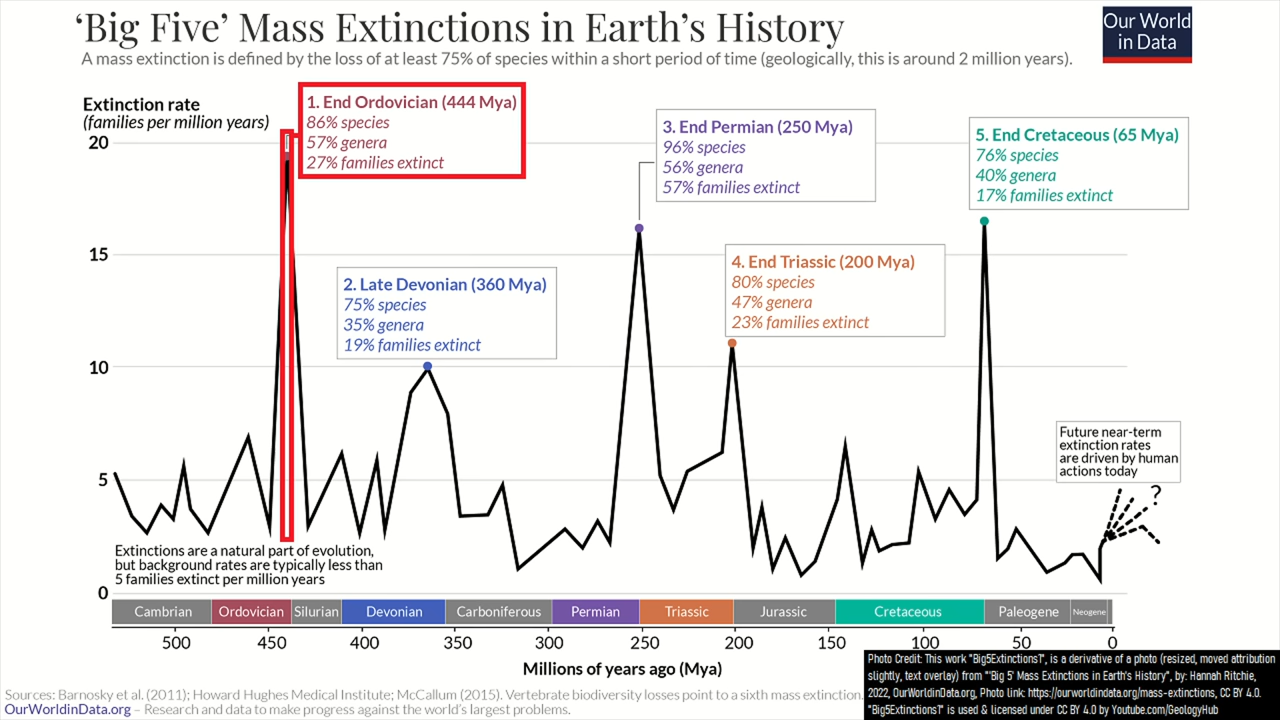 ‘Big Five’ Mass Extinctions in Earth’s History
Our World
in Data
A mass extinction is defined by the loss of at least 75% of species within a short period of time (geologically, this is around 2 million years).
Extinction rate
(families per million years)
20
15
10
5
0
1. End Ordovician (444 Mya)
86% species
57% genera
27% families extinct
2. Late Devonian (360 Mya)
75% species
35% genera
19% families extinct
3. End Permian (250 Mya)
96% species
56% genera
57% families extinct
4. End Triassic (200 Mya)
80% species
47% genera
23% families extinct
5. End Cretaceous (65 Mya)
76% species
40% genera
17% families extinct
Future near-term
extinction rates
are driven by human
actions today
?
Extinctions are a natural part of evolution,
but background rates are typically less than
5 families extinct per million years
Cambrian Ordovician Silurian Devonian Carboniferous Permian Triassic Jurassic Cretaceous Paleogene Neogene
500 450 400 350 300 250 200 150 100 50 0
Millions of years ago (Mya)
Sources: Barnosky et al. (2011); Howard Hughes Medical Institute; McCallum (2015). Vertebrate biodiversity losses point to a sixth mass extinction.
OurWorldinData.org – Research and data to make progress against the world’s largest problems.
Photo Credit: This work "Big5Extinctions1", is a derivative of a photo (resized, moved attribution
slightly, text overlay) from "'Big 5' Mass Extinctions in Earth's History", by: Hannah Ritchie,
2022, OurWorldinData.org, Photo link: https://ourworldindata.org/mass-extinctions, CC BY 4.0.
"Big5Extinctions1" is used & licensed under CC BY 4.0 by Youtube.com/GeologyHub